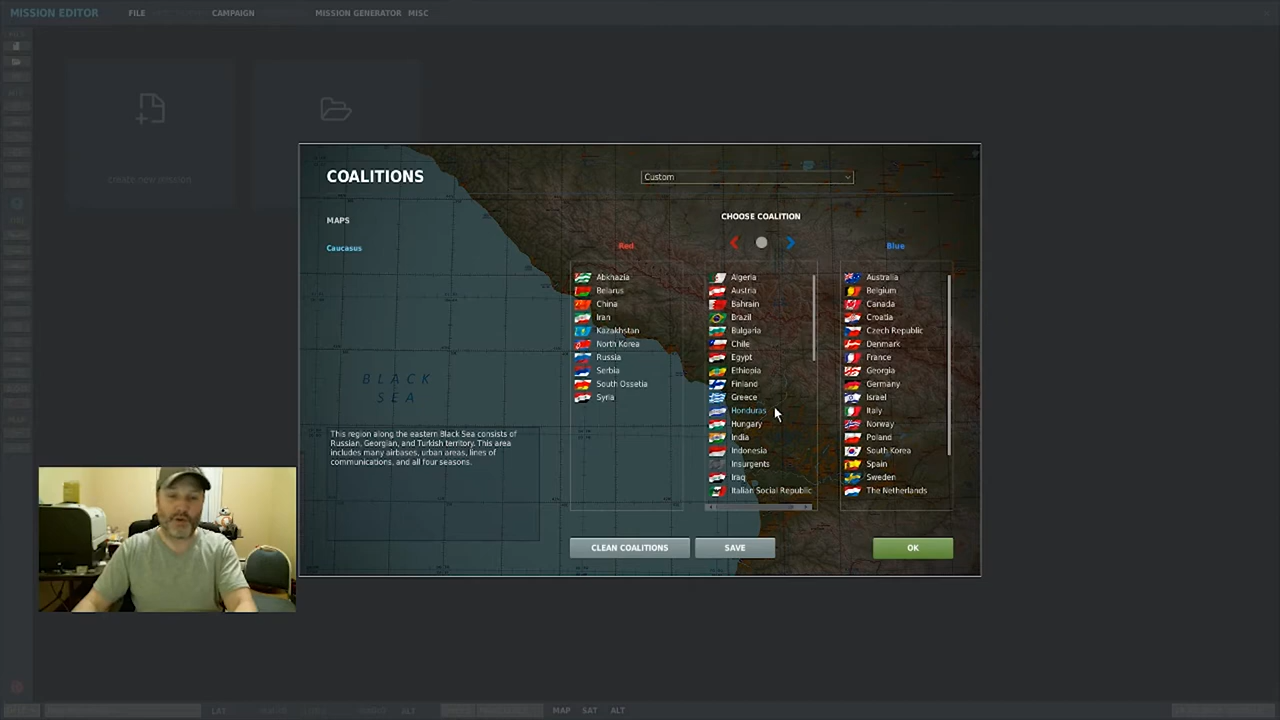 MISSION EDITOR
FILE
CAMPAIGN
MISSION GENERATOR
MISC
create new mission
COALITIONS
Custom
MAPS
CHOOSE COALITION
Caucasus
Red
Blue
Abkhazia
Belarus
China
Iran
Kazakhstan
North Korea
Russia
Serbia
South Ossetia
Syria
Algeria
Austria
Bahrain
Brazil
Bulgaria
Chile
Egypt
Ethiopia
Finland
Greece
Honduras
Hungary
India
Indonesia
Insurgents
Iraq
Italian Social Republic
Australia
Belgium
Canada
Croatia
Czech Republic
Denmark
France
Georgia
Germany
Israel
Italy
Norway
Poland
South Korea
Spain
Sweden
The Netherlands
BLACK
SEA
This region along the eastern Black Sea consists of
Russian, Georgian, and Turkish territory. This area
includes many airbases, urban areas, lines of
communications, and all four seasons.
CLEAN COALITIONS
SAVE
OK
LAT
ALT
MAP
SAT
ALT